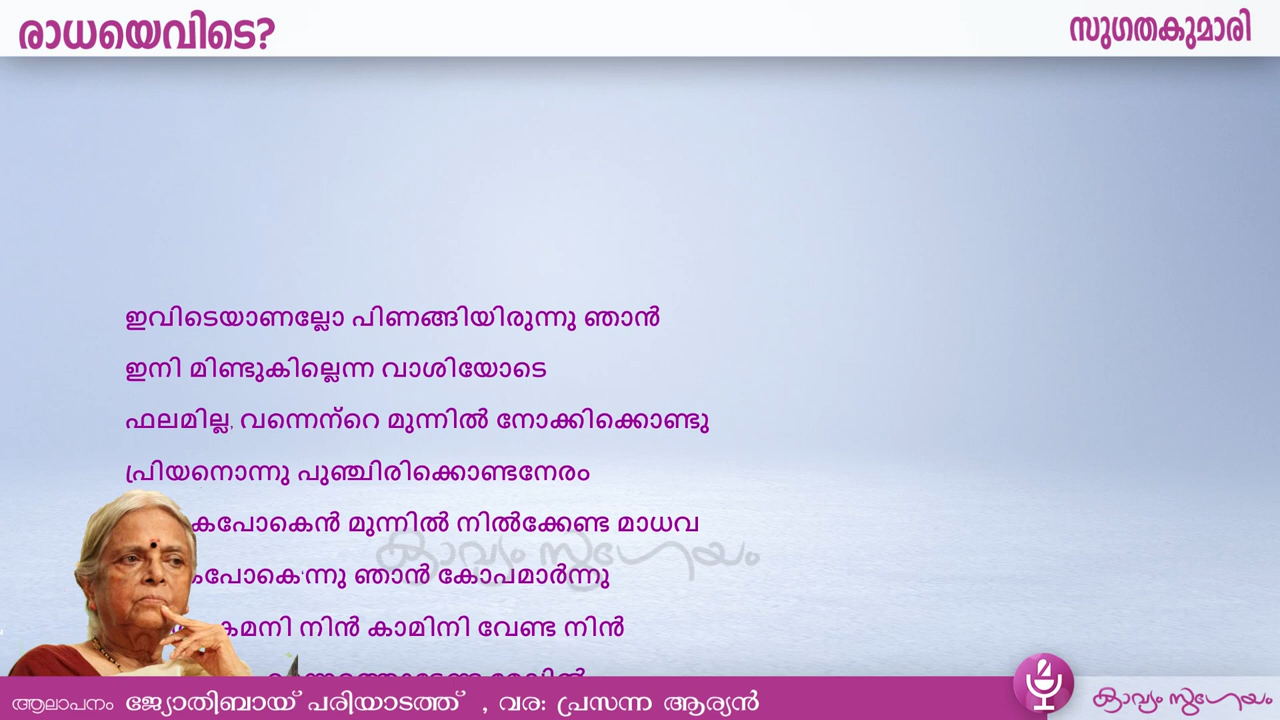 രാധയെവിടെ?
സുഗതകുമാരി
ഇവിടെയാണല്ലോ പിണങ്ങിയിരുന്നു ഞാൻ
ഇനി മിണ്ടുകില്ലെന്ന വാശിയോടെ
ഫലമില്ല, വന്നെന്റെ മുന്നിൽ നോക്കിക്കൊണ്ടു
പ്രിയനൊന്നു പുഞ്ചിരിക്കൊണ്ടനേരം
കപോകെൻ മുന്നിൽ നിൽക്കേണ്ട മാധവ
കപോകെ'ന്നു ഞാൻ കോപമാർന്നു
കമനി നിൻ കാമിനി വേണ്ട നിൻ
കാവ്യം സുഗേയം
ആലാപനം ജ്യോതിബായ് പരിയാടത്ത് , വര: പ്രസന്ന ആര്യൻ
കാവ്യം സുഗേയം